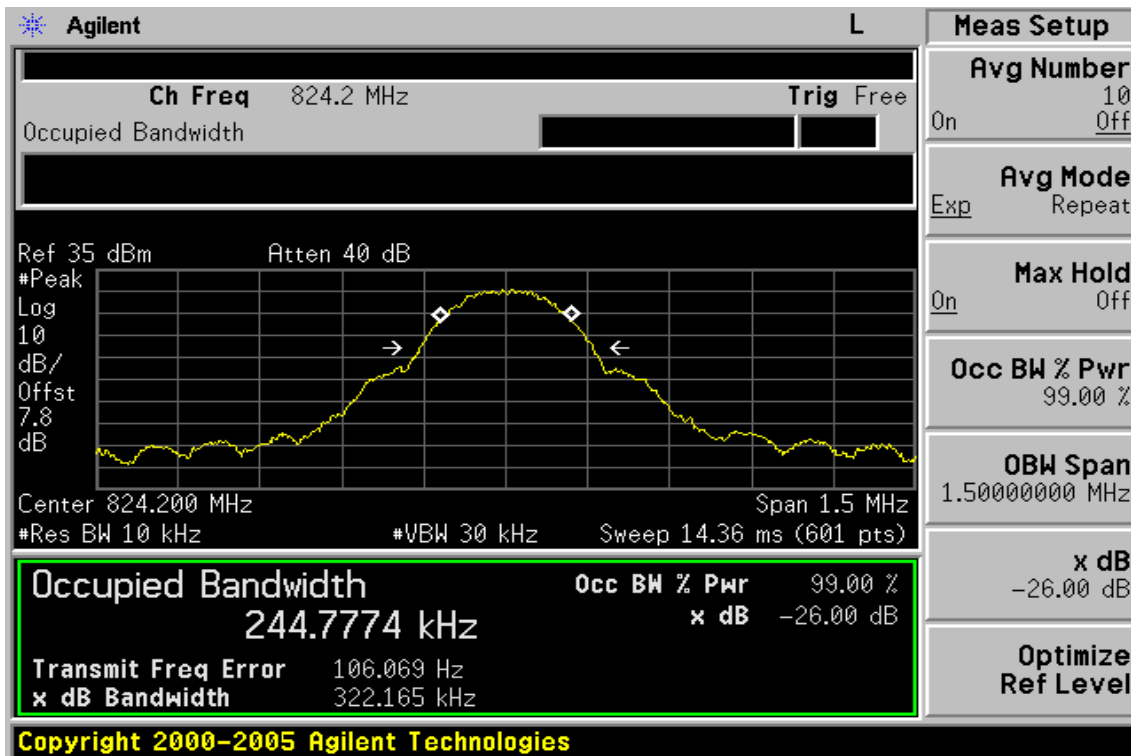 Agilent L
Ch Freq 824.2 MHz Trig Free
Occupied Bandwidth
Ref 35 dBm Atten 40 dB
#Peak
Log
10
dB/
Offst
7.8
dB
Center 824.200 MHz Span 1.5 MHz
#Res BW 10 kHz #VBW 30 kHz Sweep 14.36 ms (601 pts)
Occupied Bandwidth
244.7774 kHz
Occ BW % Pwr 99.00 %
x dB -26.00 dB
Transmit Freq Error 106.069 Hz
x dB Bandwidth 322.165 kHz
Copyright 2000-2005 Agilent Technologies
Meas Setup
Avg Number
10
On Off
Avg Mode
Exp Repeat
Max Hold
On Off
Occ BW % Pwr
99.00 %
OBW Span
1.50000000 MHz
x dB
-26.00 dB
Optimize
Ref Level